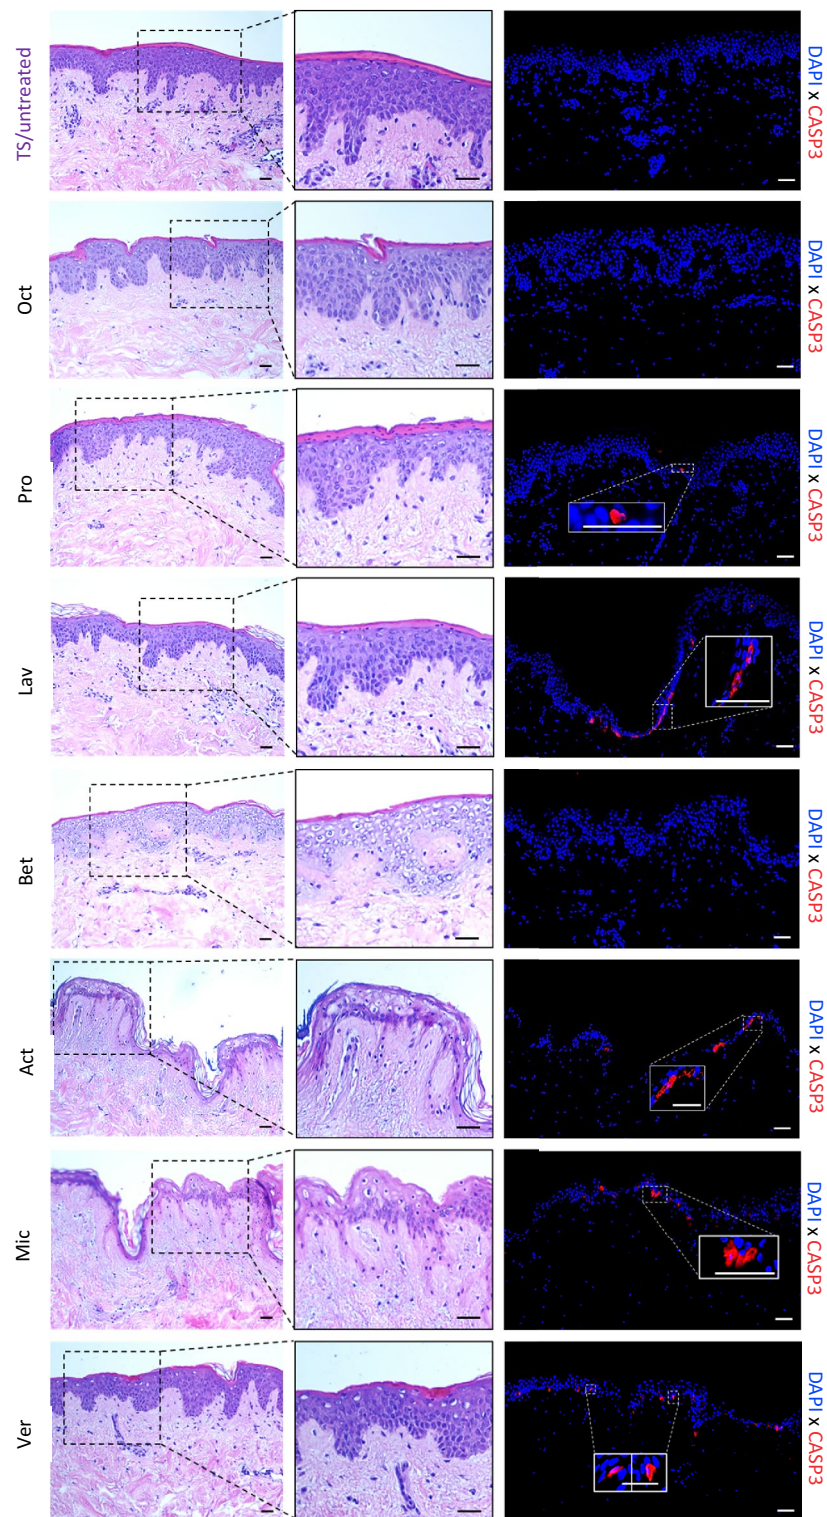 TS/untreated
DAPI x CASP3
Oct
DAPI x CASP3
Pro
DAPI x CASP3
Lav
DAPI x CASP3
Bet
DAPI x CASP3
Act
DAPI x CASP3
Mic
DAPI x CASP3
Ver
DAPI x CASP3